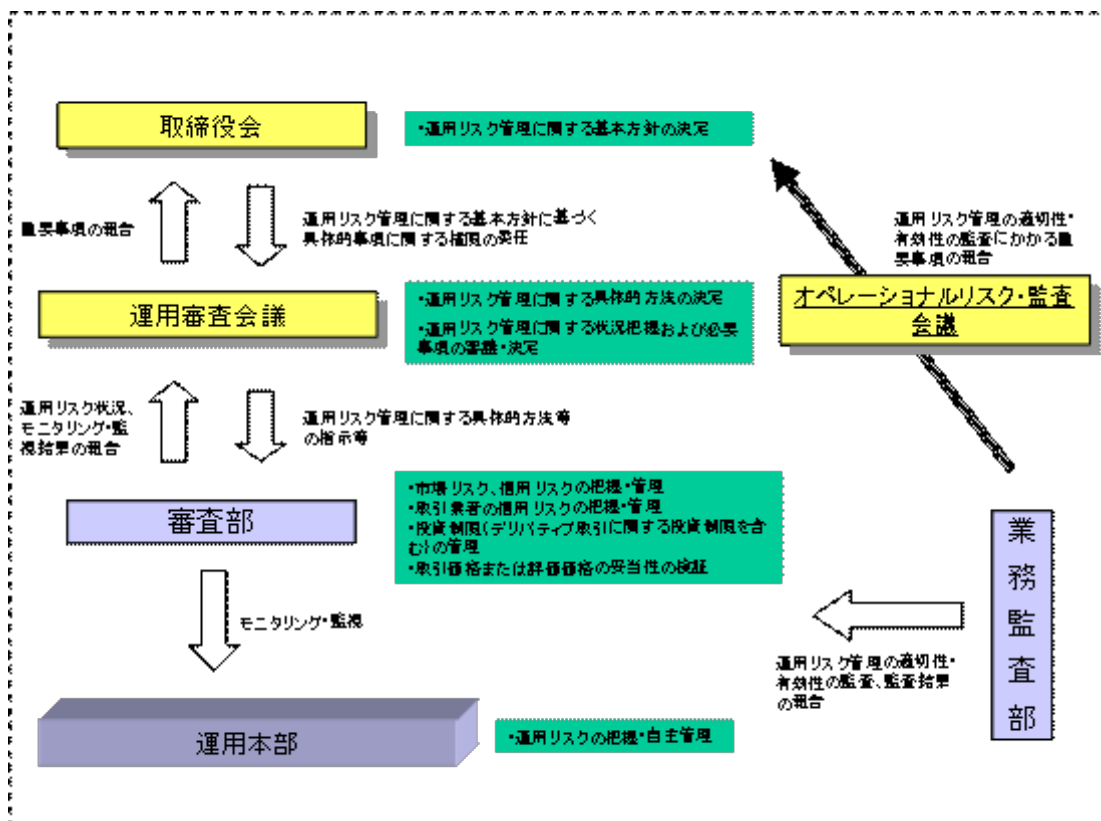 取締役会
・運用リスク管理に関する基本方針の決定
重要事項の報告
運用リスク管理に関する基本方針に基づく
具体的事項に関する権限の委任
運用リスク管理の適切性・
有効性の監査にかかる重
要事項の報告
運用審査会議
・運用リスク管理に関する具体的方法の決定
・運用リスク管理に関する状況把握および必要
事項の審議・決定
オペレーショナルリスク・監査
会議
運用リスク状況、
モニタリング・監
視結果の報告
運用リスク管理に関する具体的方法等
の指示等
審査部
・市場リスク、信用リスクの把握・管理
・取引業者の信用リスクの把握・管理
・投資制限(デリバティブ取引に関する投資制限を含
む)の管理
・取引価格または評価価格の妥当性の検証
業務監査部
モニタリング・監視
運用リスク管理の適切性・
有効性の監査、監査結果
の報告
運用本部
・運用リスクの把握・自主管理